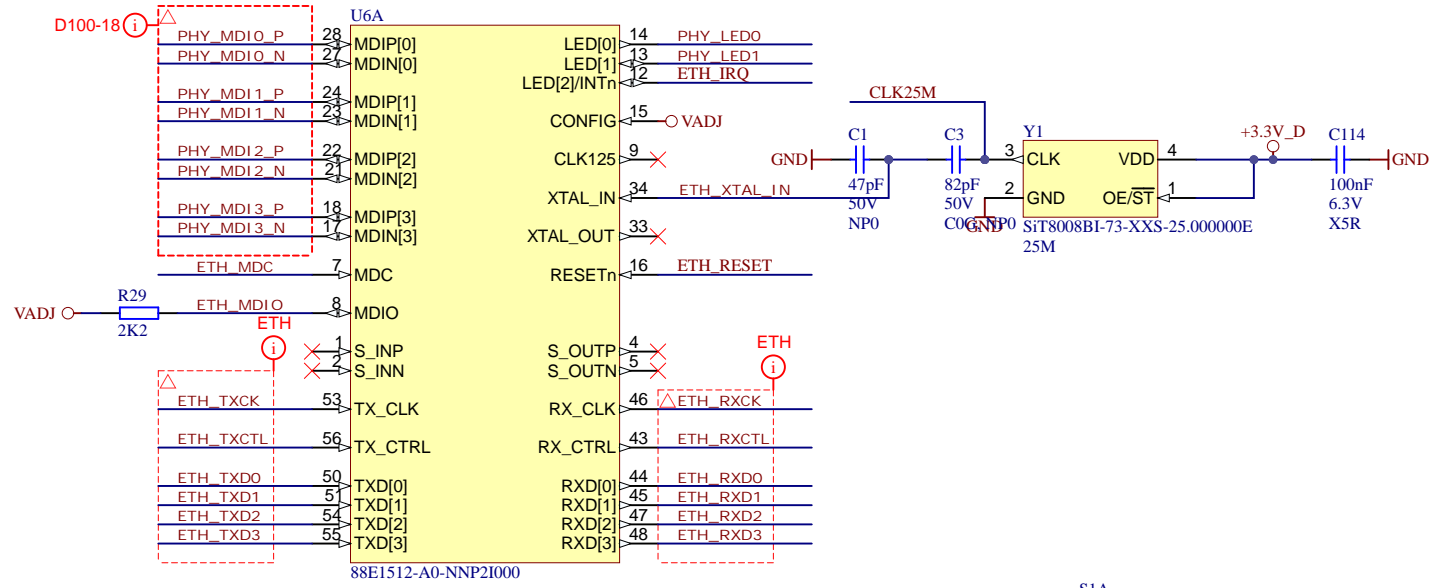 D100-18
U6A
PHY_MDI0_P 28 MDIP[0] LED[0] 14 PHY_LED0
PHY_MDI0_N 27 MDIN[0] LED[1] 13 PHY_LED1
LED[2]/INTn 12 ETH_IRQ
PHY_MDI1_P 24 MDIP[1]
PHY_MDI1_N 23 MDIN[1] CONFIG 15 VADJ
PHY_MDI2_P 22 MDIP[2] CLK125 9
PHY_MDI2_N 21 MDIN[2]
XTAL_IN 34 ETH_XTAL_IN
PHY_MDI3_P 18 MDIP[3]
PHY_MDI3_N 17 MDIN[3] XTAL_OUT 33
ETH_MDC 7 MDC RESETn 16 ETH_RESET
VADJ R29 2K2 ETH_MDIO 8 MDIO
ETH
1 S_INP S_OUTP 4
2 S_INN S_OUTN 5
ETH
ETH_TXCK 53 TX_CLK RX_CLK 46 ETH_RXCK
ETH_TXCTL 56 TX_CTRL RX_CTRL 43 ETH_RXCTL
ETH_TXD0 50 TXD[0] RXD[0] 44 ETH_RXD0
ETH_TXD1 51 TXD[1] RXD[1] 45 ETH_RXD1
ETH_TXD2 54 TXD[2] RXD[2] 47 ETH_RXD2
ETH_TXD3 55 TXD[3] RXD[3] 48 ETH_RXD3
88E1512-A0-NNP2I000
CLK25M
GND
C1
47pF
50V
NP0
C3
82pF
50V
C0G/NP0
GND
Y1
3 CLK VDD 4
2 GND OE/ST 1
SiT8008BI-73-XXS-25.000000E
25M
+3.3V_D
C114
100nF
6.3V
X5R
GND